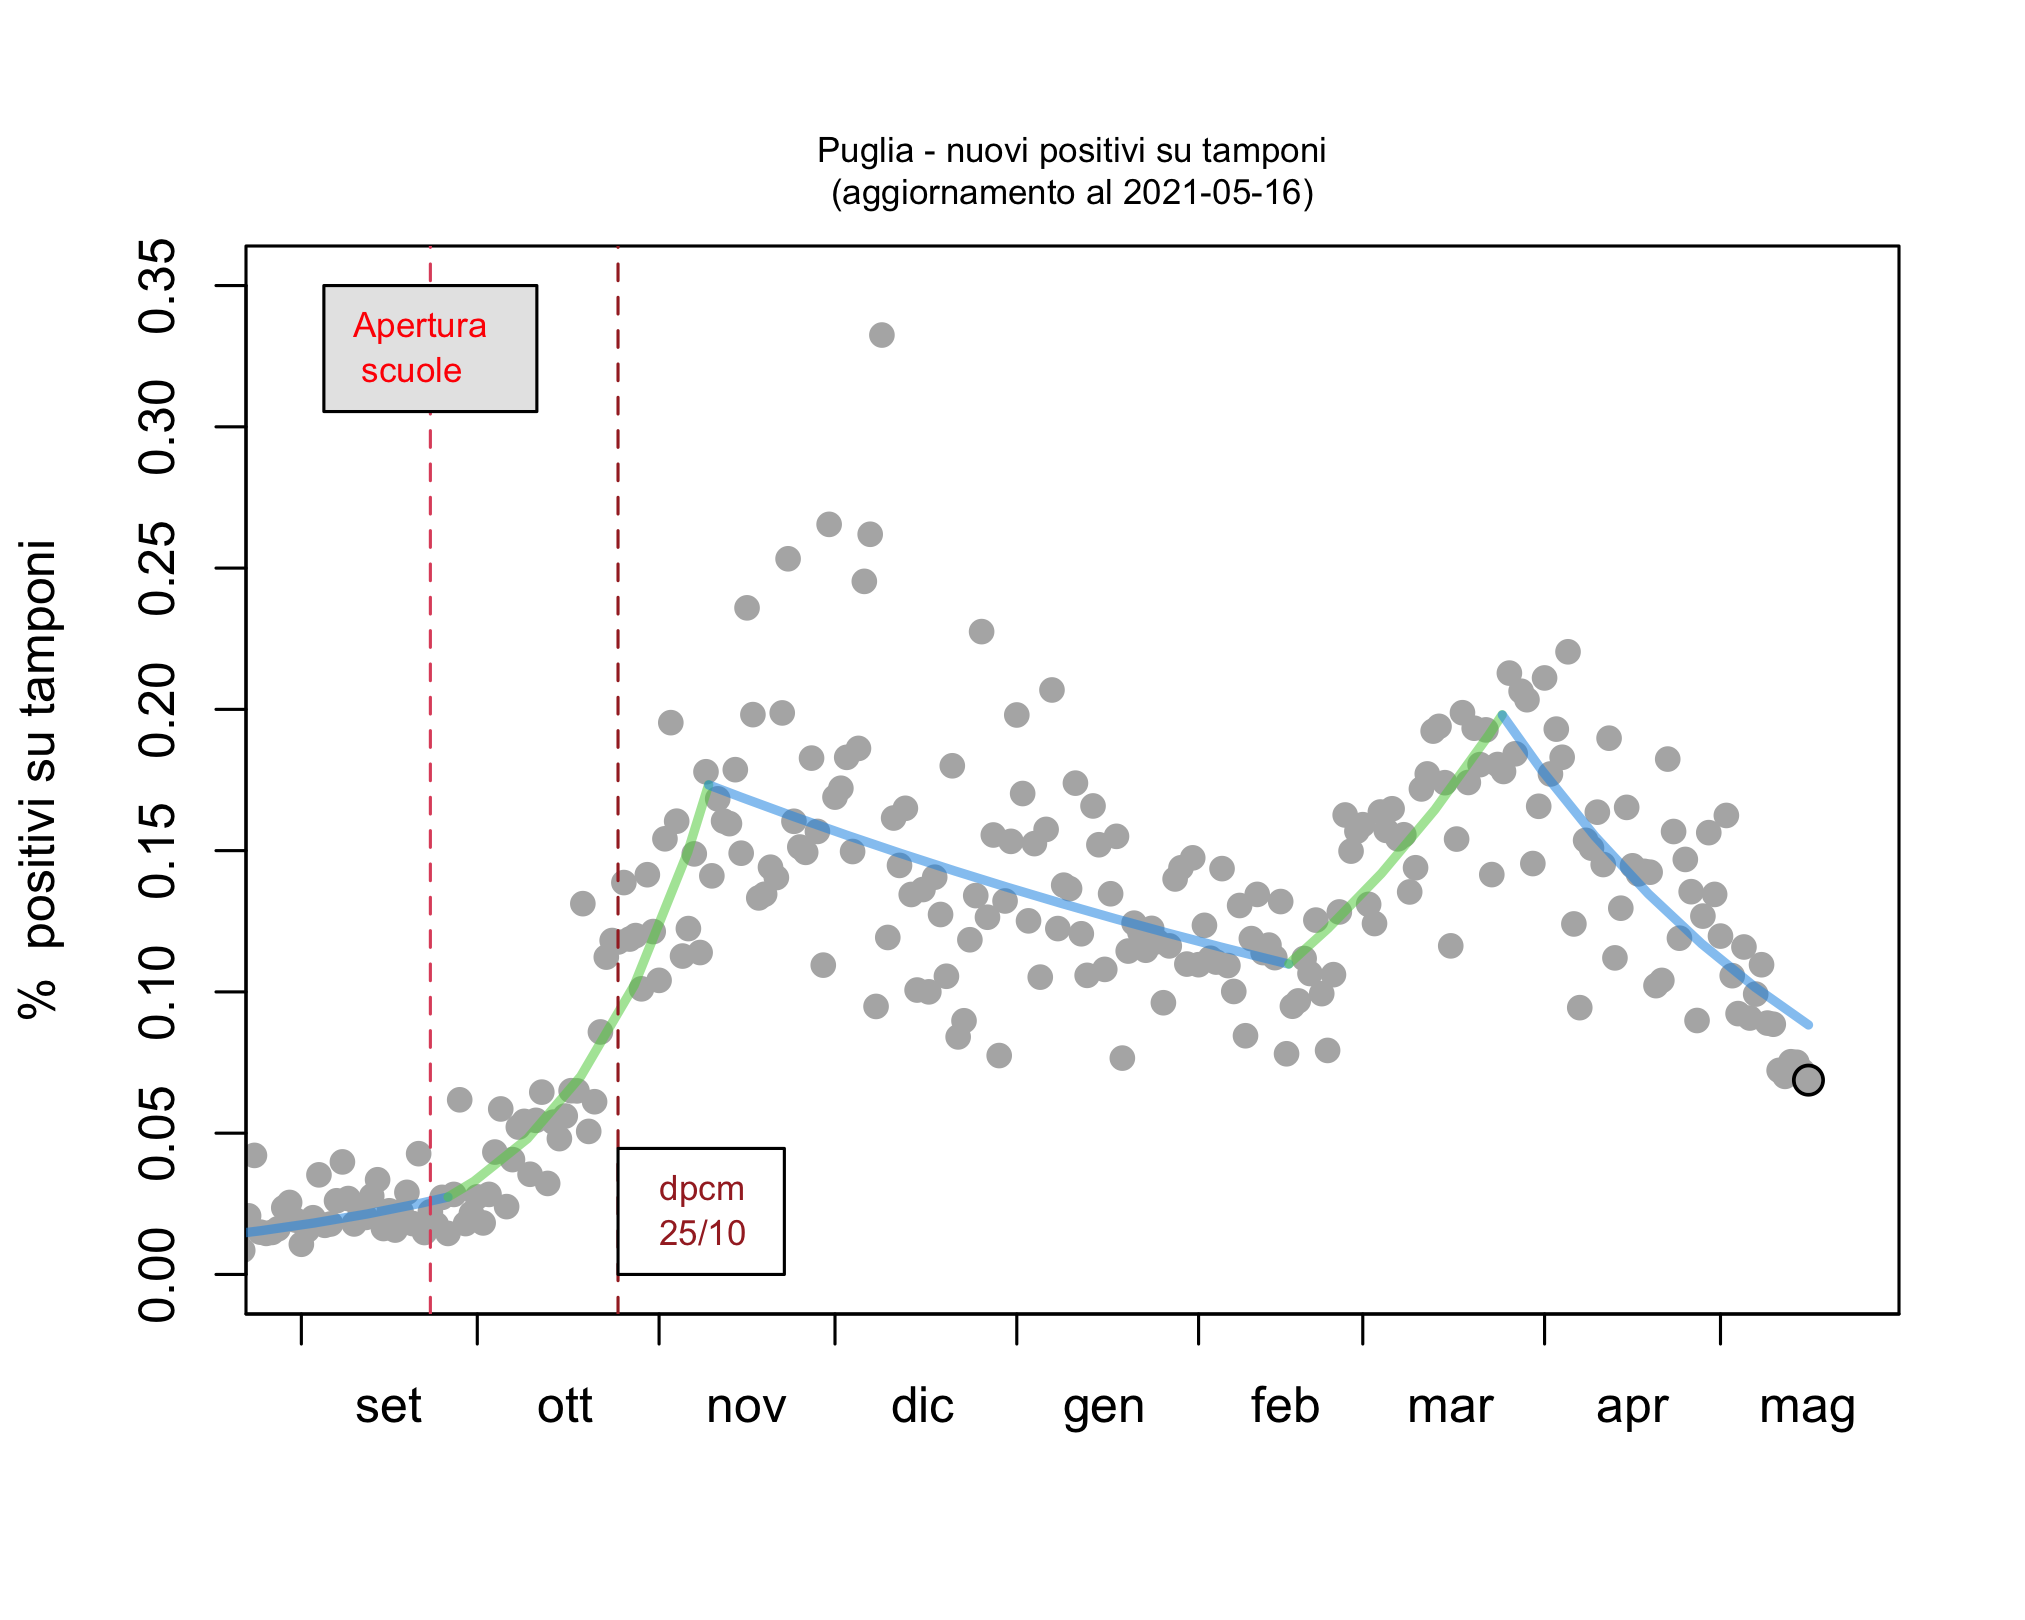 Puglia - nuovi positivi su tamponi
(aggiornamento al 2021-05-16)
% positivi su tamponi
0.35
0.30
0.25
0.20
0.15
0.10
0.05
0.00
Apertura
scuole
dpcm
25/10
set ott nov dic gen feb mar apr mag